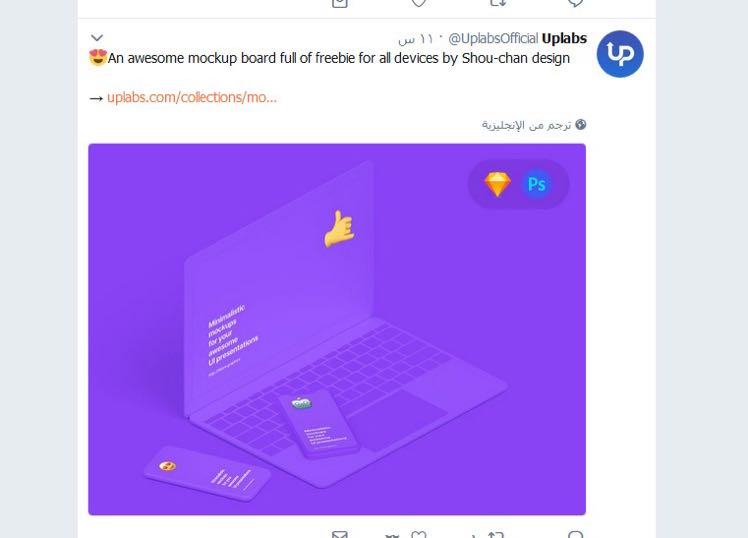 Uplabs @UplabsOfficial · ١١ س
An awesome mockup board full of freebie for all devices by Shou-chan design😍
→ uplabs.com/collections/mo...
ترجم من الإنجليزية
Ps
Minimalistic
mockups
for your
awesome
UI presentations